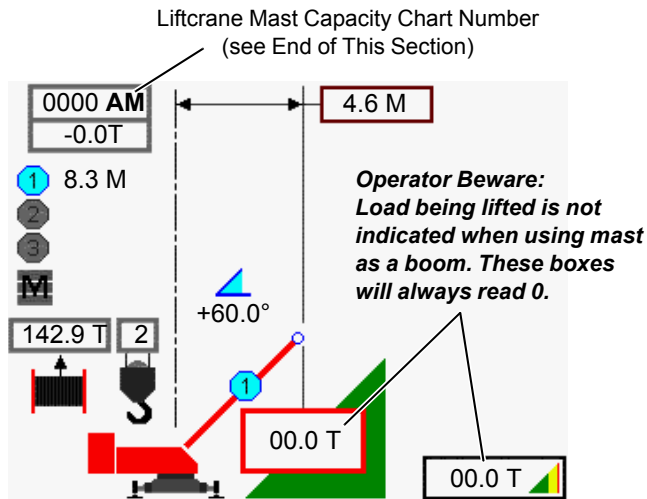 Liftcrane Mast Capacity Chart Number
(see End of This Section)
0000 AM
4.6 M
-0.0T
1 8.3 M
2
3
M
Operator Beware:
Load being lifted is not
indicated when using mast
as a boom. These boxes
will always read 0.
+60.0°
142.9 T 2
1
00.0 T
00.0 T